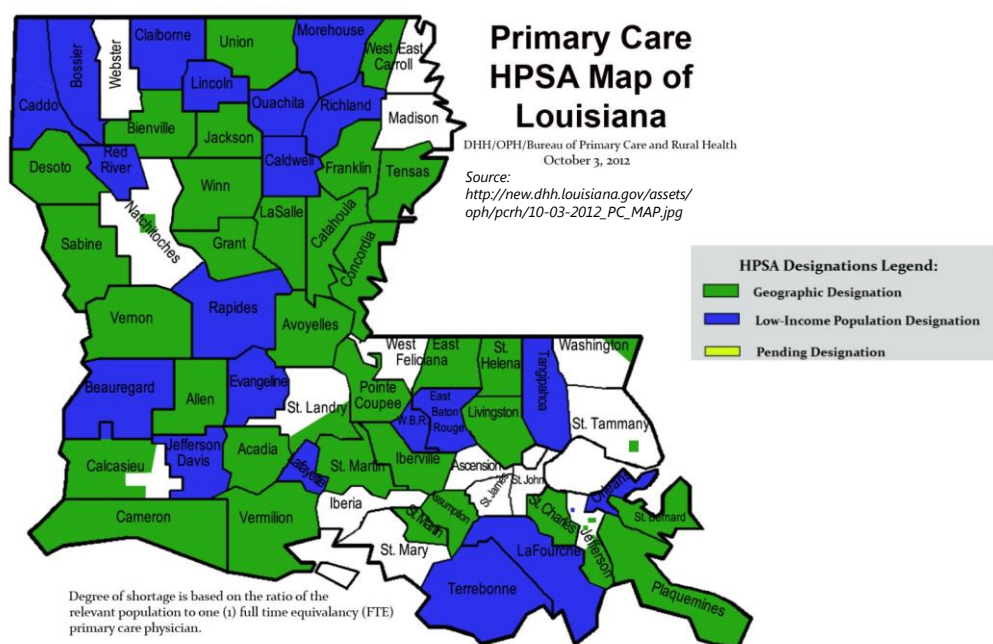 Primary Care
HPSA Map of
Louisiana
DHH/OPH/Bureau of Primary Care and Rural Health
October 3, 2012
Source:
http://new.dhh.louisiana.gov/assets/
oph/pcrh/10-03-2012_PC_MAP.jpg
HPSA Designations Legend:
Geographic Designation
Low-Income Population Designation
Pending Designation
Caddo
Bossier
Webster
Claiborne
Union
Morehouse
West
East
Carroll
Lincoln
Ouachita
Richland
Madison
Bienville
Jackson
Desoto
Red
River
Caldwell
Franklin
Tensas
Winn
Natchitoches
LaSalle
Catahoula
Sabine
Grant
Concordia
Vernon
Rapides
Avoyelles
West
Feliciana
East
St.
Helena
Tangipahoa
Washington
Beauregard
Allen
Evangeline
St. Landry
Pointe
Coupee
W.B.R.
East
Baton
Rouge
Livingston
St. Tammany
Calcasieu
Jefferson
Davis
Acadia
Lafayette
St. Martin
Iberville
Ascension
St. James
St. John
Orleans
Cameron
Vermilion
Iberia
St. Martin
Assumption
St. Charles
Jefferson
St. Bernard
St. Mary
Terrebonne
LaFourche
Plaquemines
Degree of shortage is based on the ratio of the
relevant population to one (1) full time equivalancy (FTE)
primary care physician.